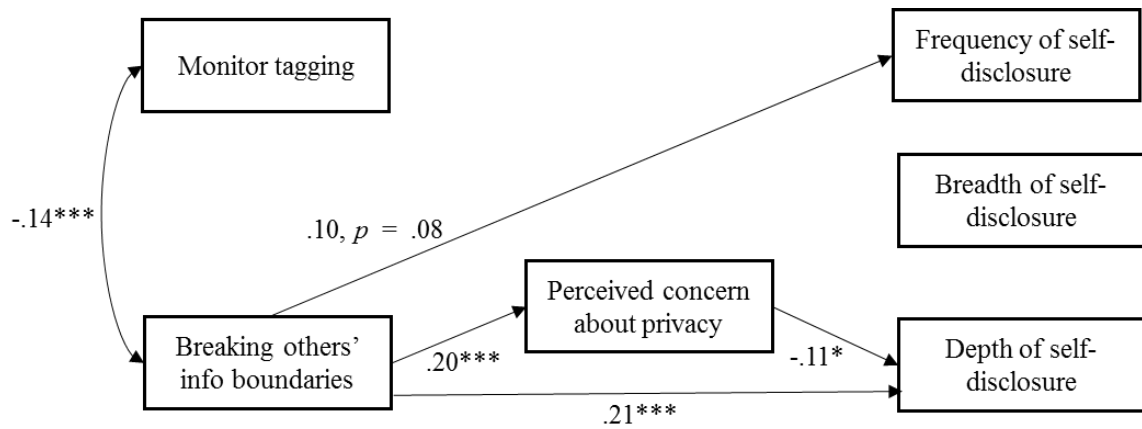 Monitor tagging
Frequency of self-
disclosure
Breadth of self-
disclosure
-.14***
.10, p = .08
Perceived concern
about privacy
Breaking others’
info boundaries
.20***
-.11*
Depth of self-
disclosure
.21***